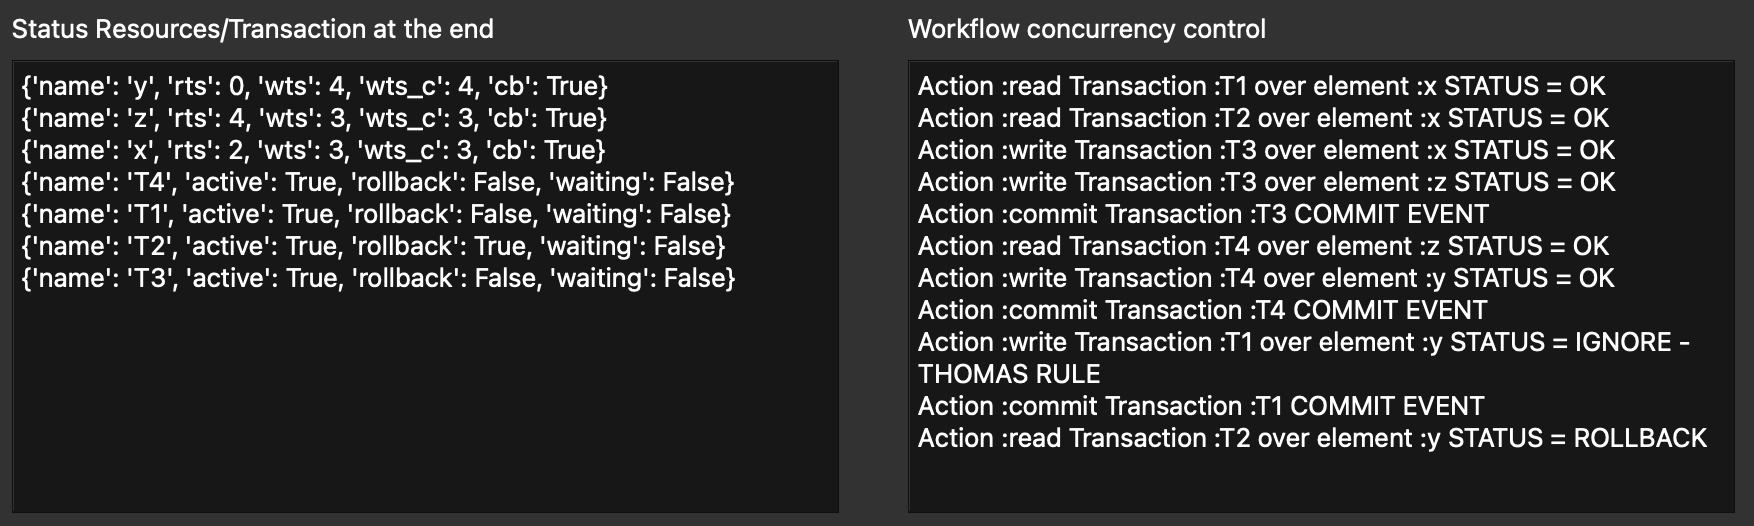 Status Resources/Transaction at the end
{'name': 'y', 'rts': 0, 'wts': 4, 'wts_c': 4, 'cb': True}
{'name': 'z', 'rts': 4, 'wts': 3, 'wts_c': 3, 'cb': True}
{'name': 'x', 'rts': 2, 'wts': 3, 'wts_c': 3, 'cb': True}
{'name': 'T4', 'active': True, 'rollback': False, 'waiting': False}
{'name': 'T1', 'active': True, 'rollback': False, 'waiting': False}
{'name': 'T2', 'active': True, 'rollback': True, 'waiting': False}
{'name': 'T3', 'active': True, 'rollback': False, 'waiting': False}
Workflow concurrency control
Action :read Transaction :T1 over element :x STATUS = OK
Action :read Transaction :T2 over element :x STATUS = OK
Action :write Transaction :T3 over element :x STATUS = OK
Action :write Transaction :T3 over element :z STATUS = OK
Action :commit Transaction :T3 COMMIT EVENT
Action :read Transaction :T4 over element :z STATUS = OK
Action :write Transaction :T4 over element :y STATUS = OK
Action :commit Transaction :T4 COMMIT EVENT
Action :write Transaction :T1 over element :y STATUS = IGNORE -
THOMAS RULE
Action :commit Transaction :T1 COMMIT EVENT
Action :read Transaction :T2 over element :y STATUS = ROLLBACK